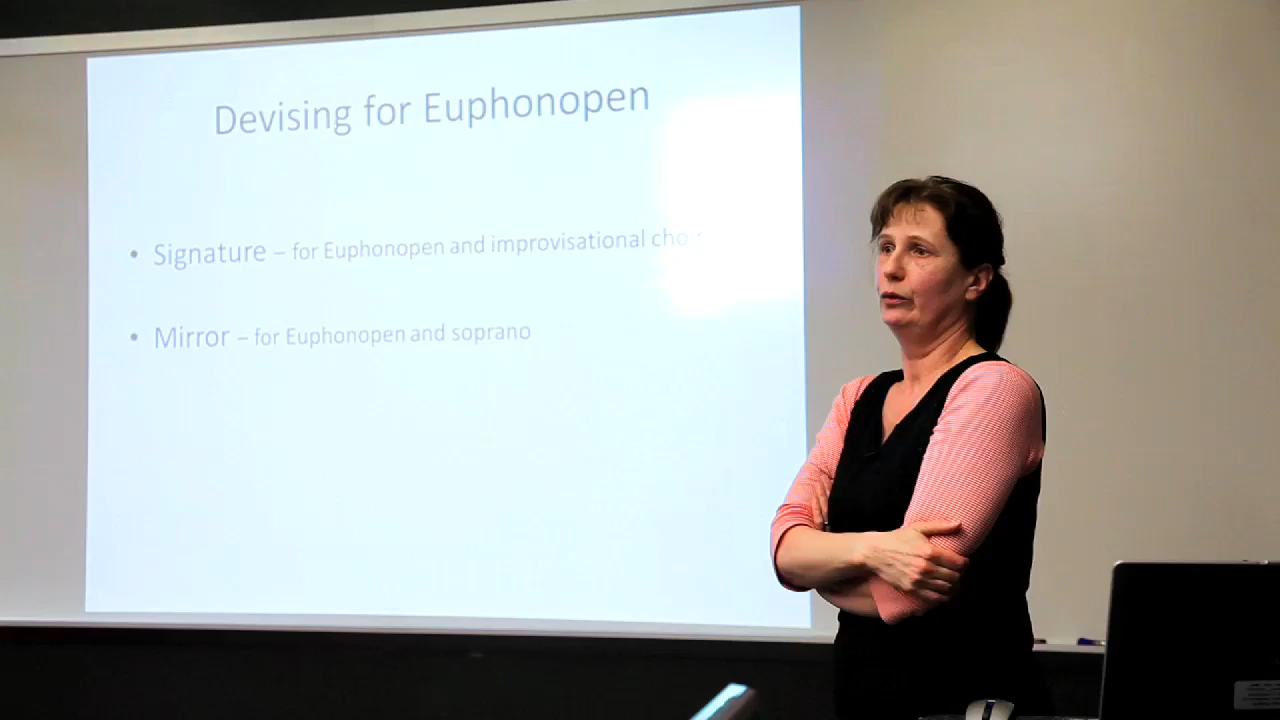 Devising for Euphonopen
• Signature – for Euphonopen and improvisational
• Mirror – for Euphonopen and soprano